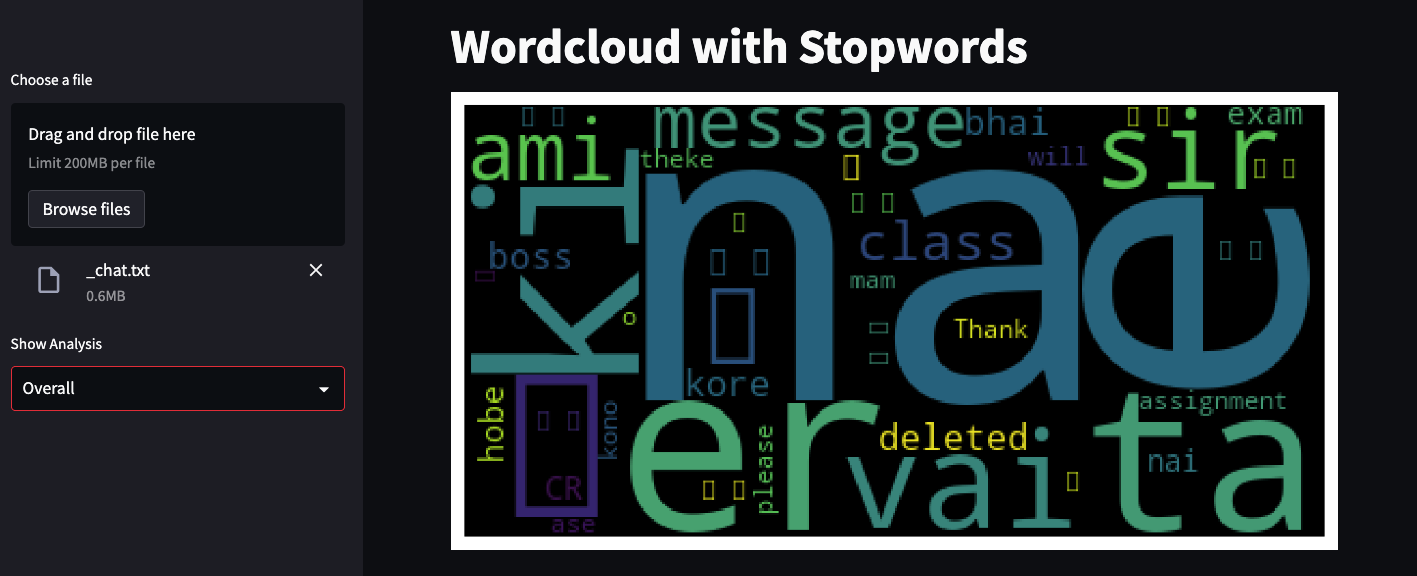 Choose a file
Drag and drop file here
Limit 200MB per file
Browse files
_chat.txt
0.6MB
Show Analysis
Overall
Wordcloud with Stopwords
message
bhai
exam
ami
sir
theke
will
ki
na
e
class
boss
mam
o
Thank
kore
hobe
kono
assignment
er
deleted
ta
please
vai
nai
CR
ase